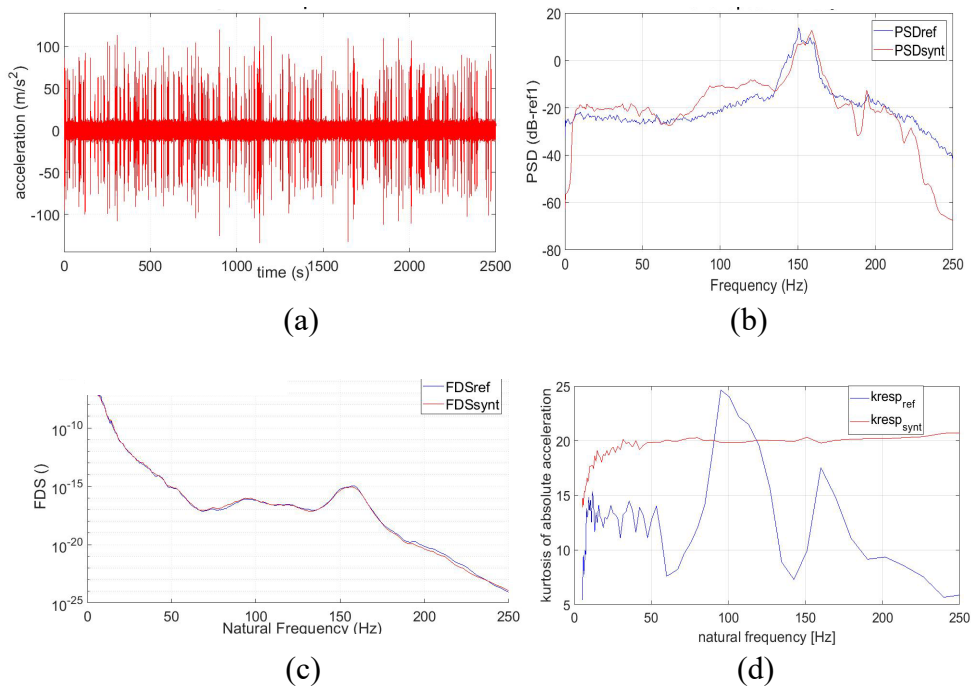 acceleration (m/s²)
100
50
0
-50
-100
0 500 1000 1500 2000 2500
time (s)
(a)
PSD (dB-ref1)
20
0
-20
-40
-60
-80
0 50 100 150 200 250
Frequency (Hz)
PSDref
PSDsynt
(b)
FDS ()
10^-10
10^-15
10^-20
10^-25
0 50 100 150 200 250
Natural Frequency (Hz)
FDSref
FDSsynt
(c)
kurtosis of absolute acceleration
25
20
15
10
5
0 50 100 150 200 250
natural frequency [Hz]
kresp_ref
kresp_synt
(d)